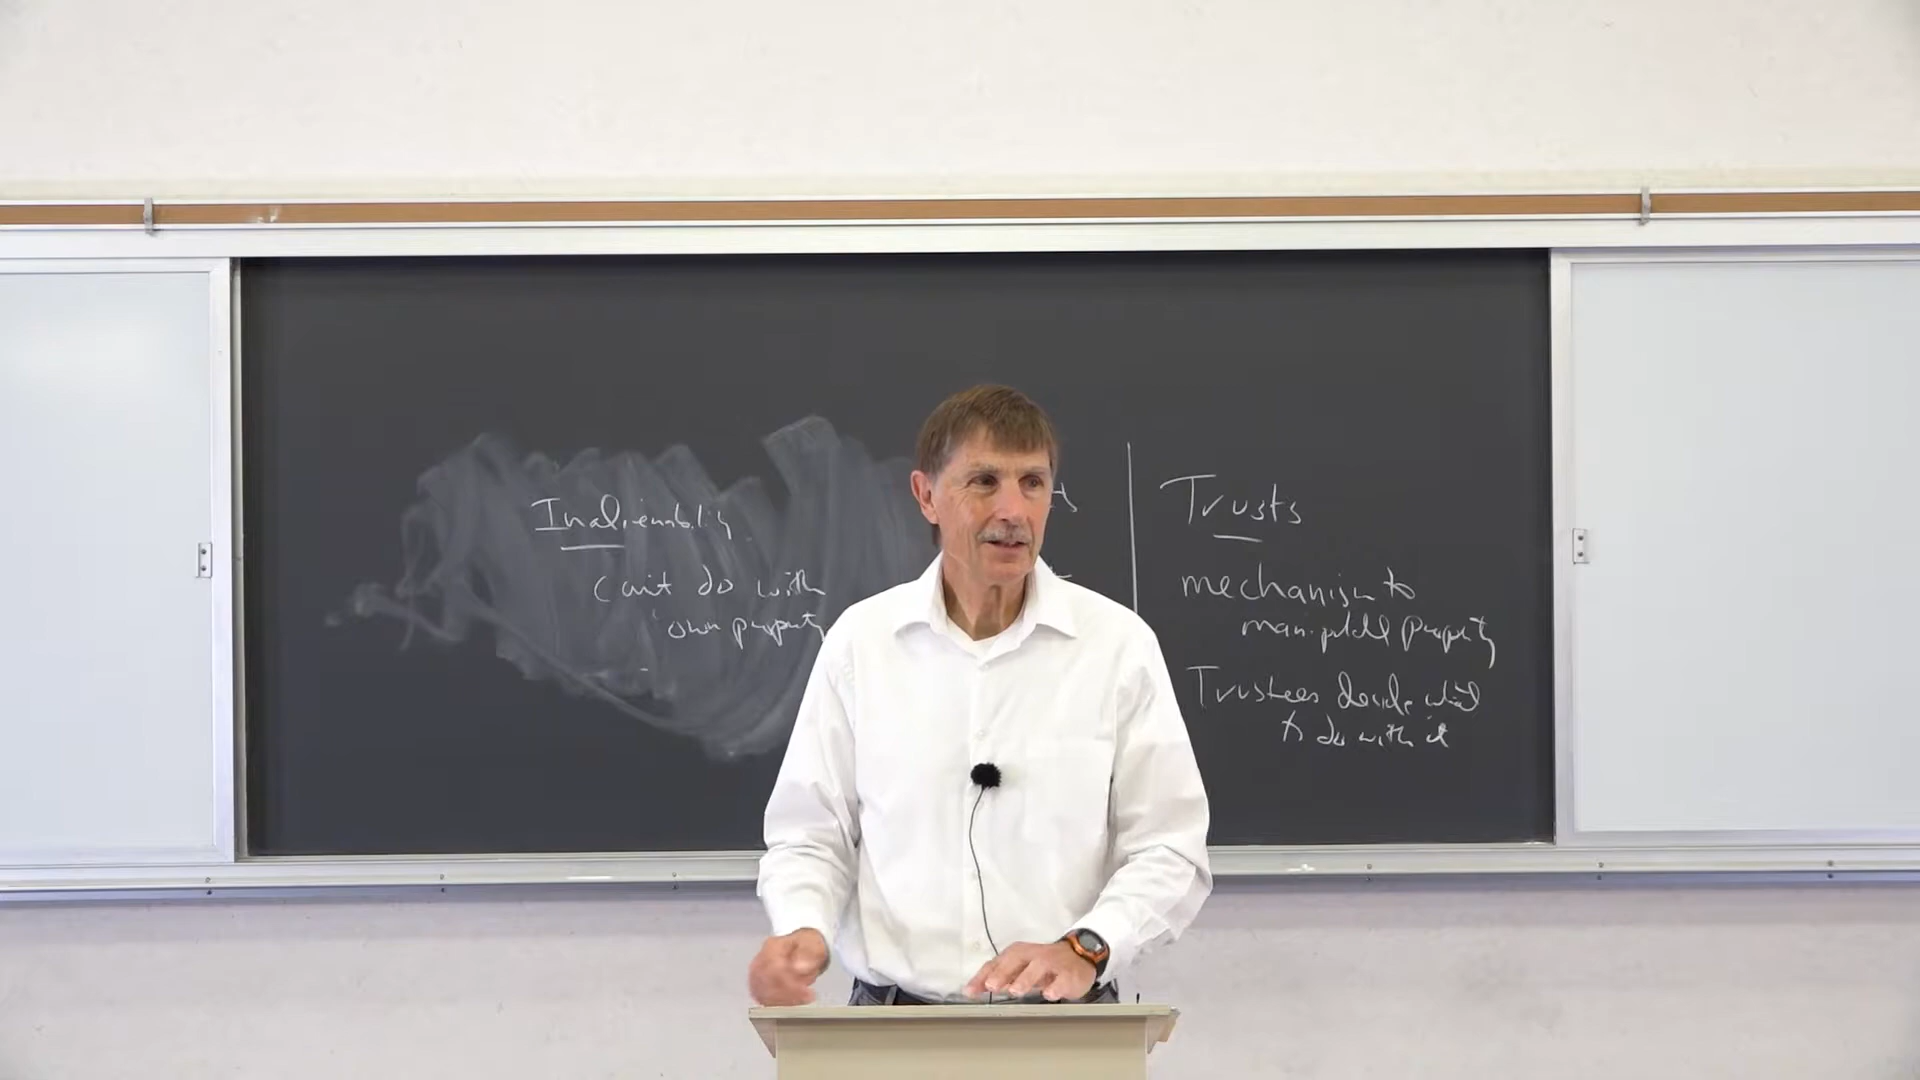 Inalienability
Can't do with
own property
Trusts
mechanism to
manipulate property
Trustees decide what
to do with it